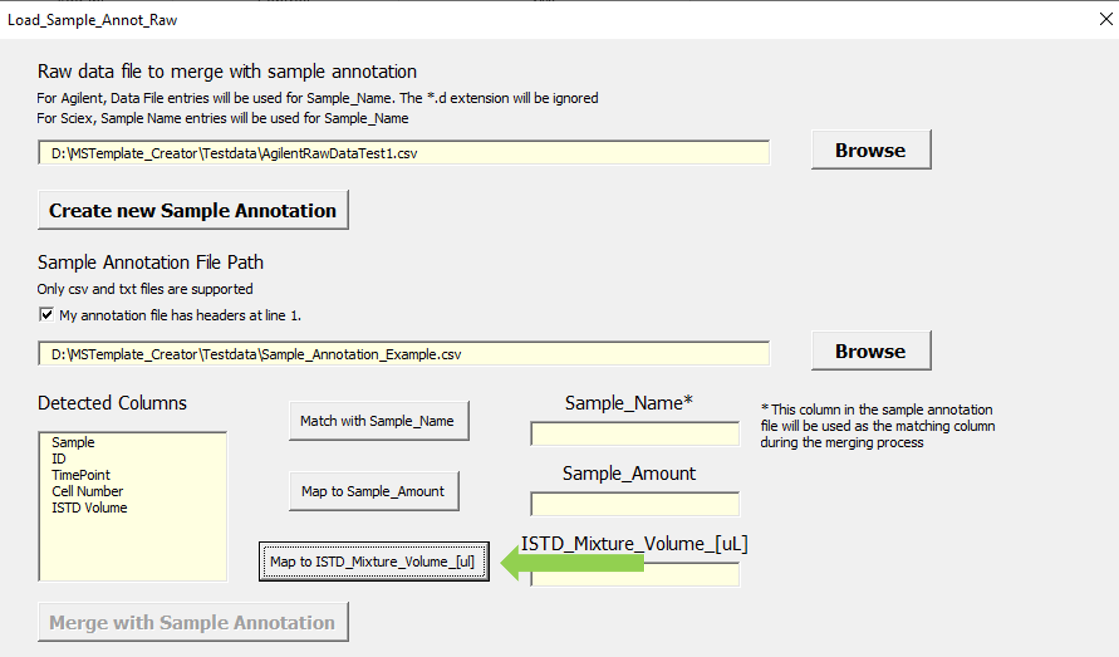 Load_Sample_Annot_Raw
Raw data file to merge with sample annotation
For Agilent, Data File entries will be used for Sample_Name. The *.d extension will be ignored
For Sciex, Sample Name entries will be used for Sample_Name
D:\MSTemplate_Creator\Testdata\AgilentRawDataTest1.csv
Browse
Create new Sample Annotation
Sample Annotation File Path
Only csv and txt files are supported
My annotation file has headers at line 1.
D:\MSTemplate_Creator\Testdata\Sample_Annotation_Example.csv
Browse
Detected Columns
Sample
ID
TimePoint
Cell Number
ISTD Volume
Match with Sample_Name
Map to Sample_Amount
Map to ISTD_Mixture_Volume_[ul]
Sample_Name*
Sample_Amount
ISTD_Mixture_Volume_[uL]
* This column in the sample annotation
file will be used as the matching column
during the merging process
Merge with Sample Annotation